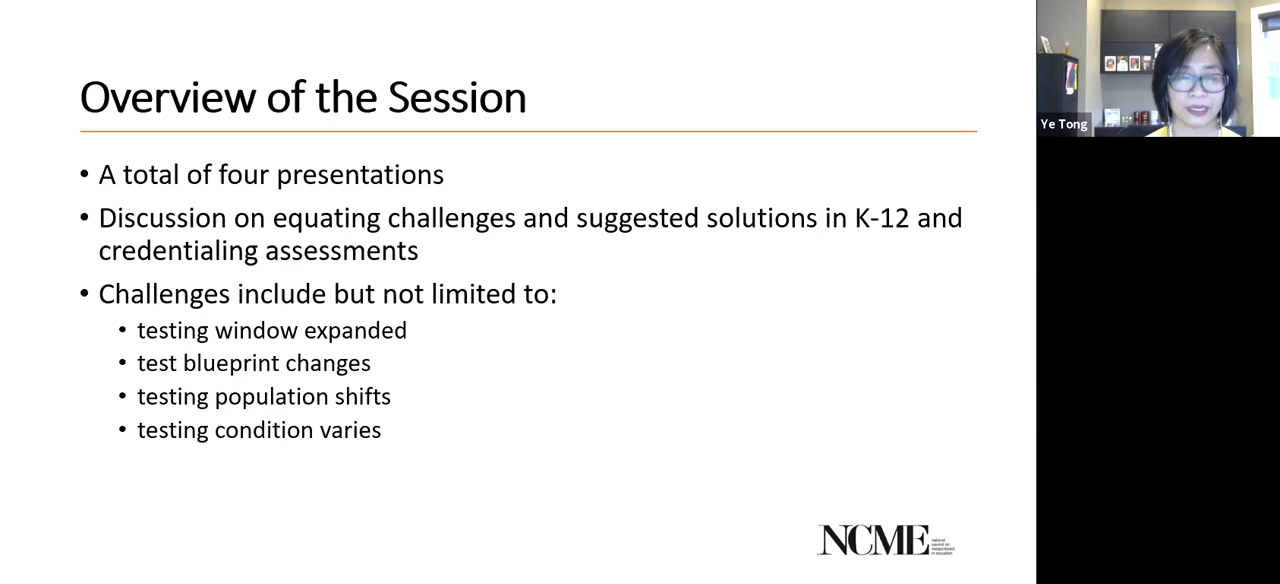 Overview of the Session
• A total of four presentations
• Discussion on equating challenges and suggested solutions in K-12 and
credentialing assessments
• Challenges include but not limited to:
• testing window expanded
• test blueprint changes
• testing population shifts
• testing condition varies
Ye Tong
NCME
national
council on
measurement
in education